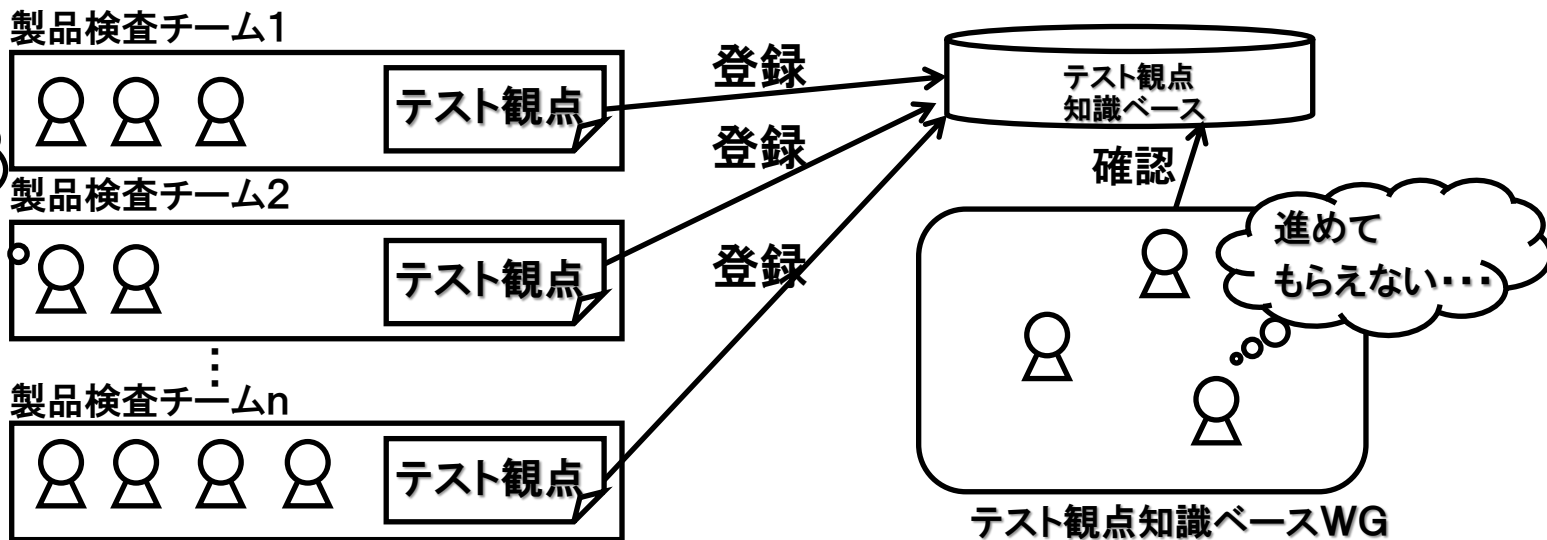 製品検査チーム1
テスト観点
登録
テスト観点
知識ベース
登録
確認
製品検査チーム2
テスト観点
進めて
もらえない・・・
登録
⋮
製品検査チームn
テスト観点
テスト観点知識ベースWG